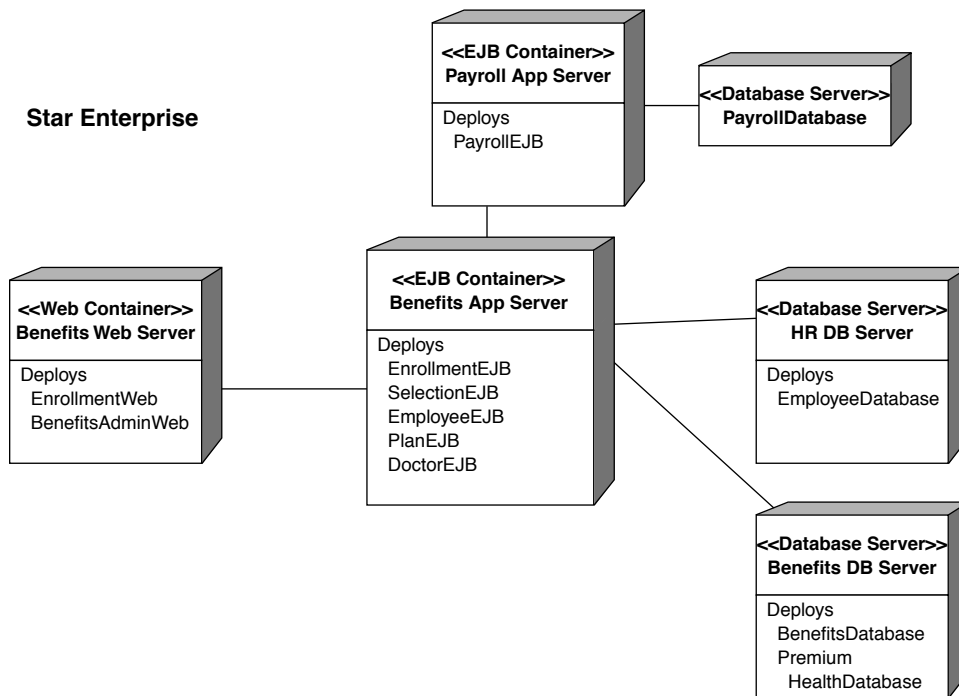 Star Enterprise
<<EJB Container>>
Payroll App Server
Deploys
PayrollEJB
<<Database Server>>
PayrollDatabase
<<Web Container>>
Benefits Web Server
Deploys
EnrollmentWeb
BenefitsAdminWeb
<<EJB Container>>
Benefits App Server
Deploys
EnrollmentEJB
SelectionEJB
EmployeeEJB
PlanEJB
DoctorEJB
<<Database Server>>
HR DB Server
Deploys
EmployeeDatabase
<<Database Server>>
Benefits DB Server
Deploys
BenefitsDatabase
Premium
HealthDatabase